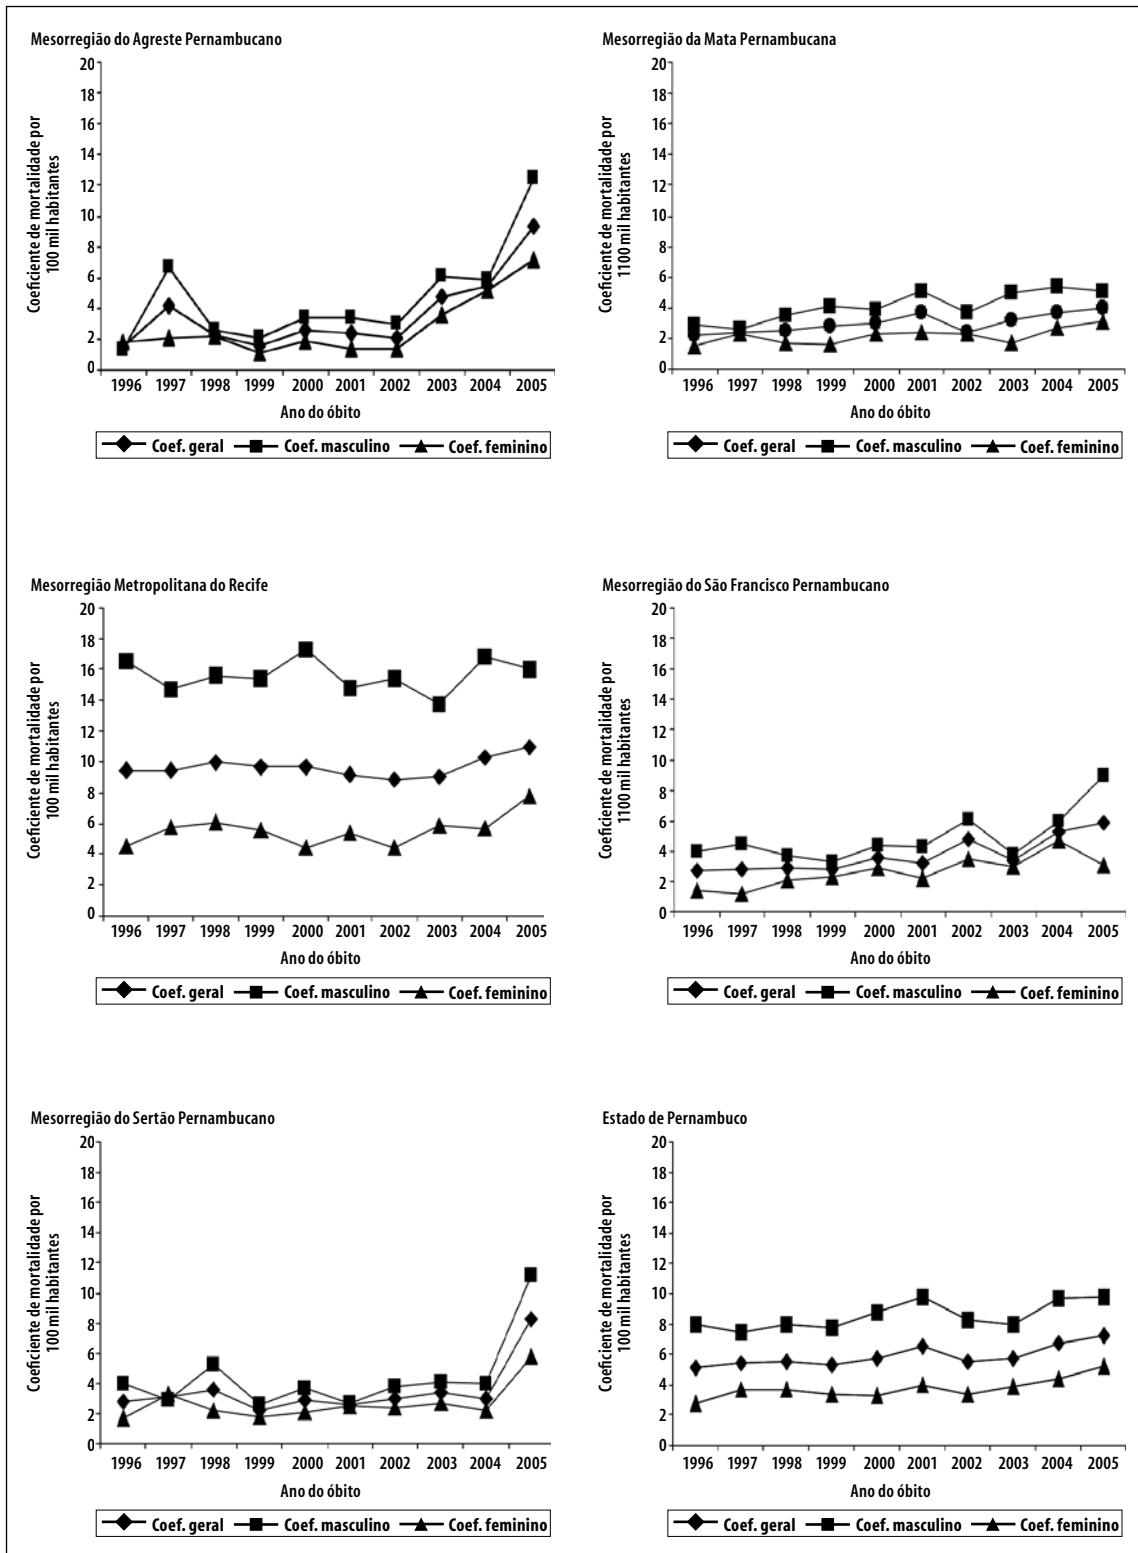 Mesorregião do Agreste Pernambucano
Coeficiente de mortalidade por
100 mil habitantes
20
18
16
14
12
10
8
6
4
2
0
1996 1997 1998 1999 2000 2001 2002 2003 2004 2005
Ano do óbito
Coef. geral Coef. masculino Coef. feminino
Mesorregião da Mata Pernambucana
Coeficiente de mortalidade por
1100 mil habitantes
20
18
16
14
12
10
8
6
4
2
0
1996 1997 1998 1999 2000 2001 2002 2003 2004 2005
Ano do óbito
Coef. geral Coef. masculino Coef. feminino
Mesorregião Metropolitana do Recife
Coeficiente de mortalidade por
100 mil habitantes
20
18
16
14
12
10
8
6
4
2
0
1996 1997 1998 1999 2000 2001 2002 2003 2004 2005
Ano do óbito
Coef. geral Coef. masculino Coef. feminino
Mesorregião do São Francisco Pernambucano
Coeficiente de mortalidade por
1100 mil habitantes
20
18
16
14
12
10
8
6
4
2
0
1996 1997 1998 1999 2000 2001 2002 2003 2004 2005
Ano do óbito
Coef. geral Coef. masculino Coef. feminino
Mesorregião do Sertão Pernambucano
Coeficiente de mortalidade por
100 mil habitantes
20
18
16
14
12
10
8
6
4
2
0
1996 1997 1998 1999 2000 2001 2002 2003 2004 2005
Ano do óbito
Coef. geral Coef. masculino Coef. feminino
Estado de Pernambuco
Coeficiente de mortalidade por
100 mil habitantes
20
18
16
14
12
10
8
6
4
2
0
1996 1997 1998 1999 2000 2001 2002 2003 2004 2005
Ano do óbito
Coef. geral Coef. masculino Coef. feminino